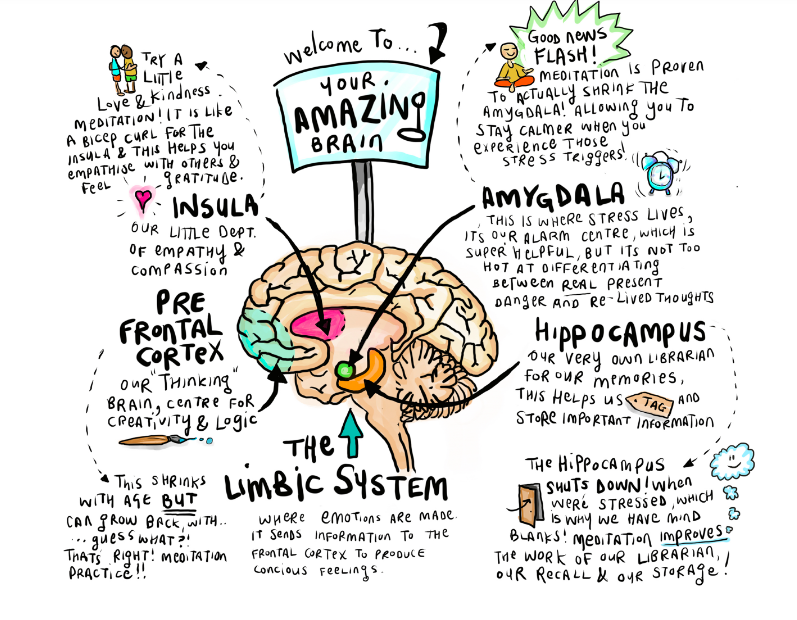 Welcome To...
YOUR
AMAZING
BRAIN
TRY A
LITTLE
LOVE & KINDNESS
MEDITATION! IT IS LIKE
A BICEP CURL FOR THE
INSULA & THIS HELPS YOU
EMPATHISE WITH OTHERS &
FEEL GRATITUDE.
INSULA
OUR LITTLE DEPT.
OF EMPATHY &
COMPASSION
PRE
FRONTAL
CORTEX
OUR "THINKING"
BRAIN, CENTRE FOR
CREATIVITY & LOGIC
THIS SHRINKS
WITH AGE BUT
CAN GROW BACK, WITH..
...GUESS WHAT?!
THATS RIGHT! MEDITATION
PRACTICE!!
THE
LIMBIC SYSTEM
WHERE EMOTIONS ARE MADE.
IT SENDS INFORMATION TO THE
FRONTAL CORTEX TO PRODUCE
CONCIOUS FEELINGS.
GOOD NEWS
FLASH!
MEDITATION IS PROVEN
TO ACTUALLY SHRINK THE
AMYGDALA! ALLOWING YOU TO
STAY CALMER WHEN YOU
EXPERIENCE THOSE
STRESS TRIGGERS!
AMYGDALA
THIS IS WHERE STRESS LIVES,
IT'S OUR ALARM CENTRE, WHICH IS
SUPER HELPFUL, BUT ITS NOT TOO
HOT AT DIFFERENTIATING
BETWEEN REAL PRESENT
DANGER AND RE-LIVED THOUGHTS
HIPPOCAMPUS
OUR VERY OWN LIBRARIAN
FOR OUR MEMORIES,
THIS HELPS US TAG AND
STORE IMPORTANT INFORMATION
THE HIPPOCAMPUS
SHUTS DOWN! WHEN
WERE STRESSED, WHICH
IS WHY WE HAVE MIND
BLANKS! MEDITATION IMPROVES
THE WORK OF OUR LIBRARIAN,
OUR RECALL & OUR STORAGE!